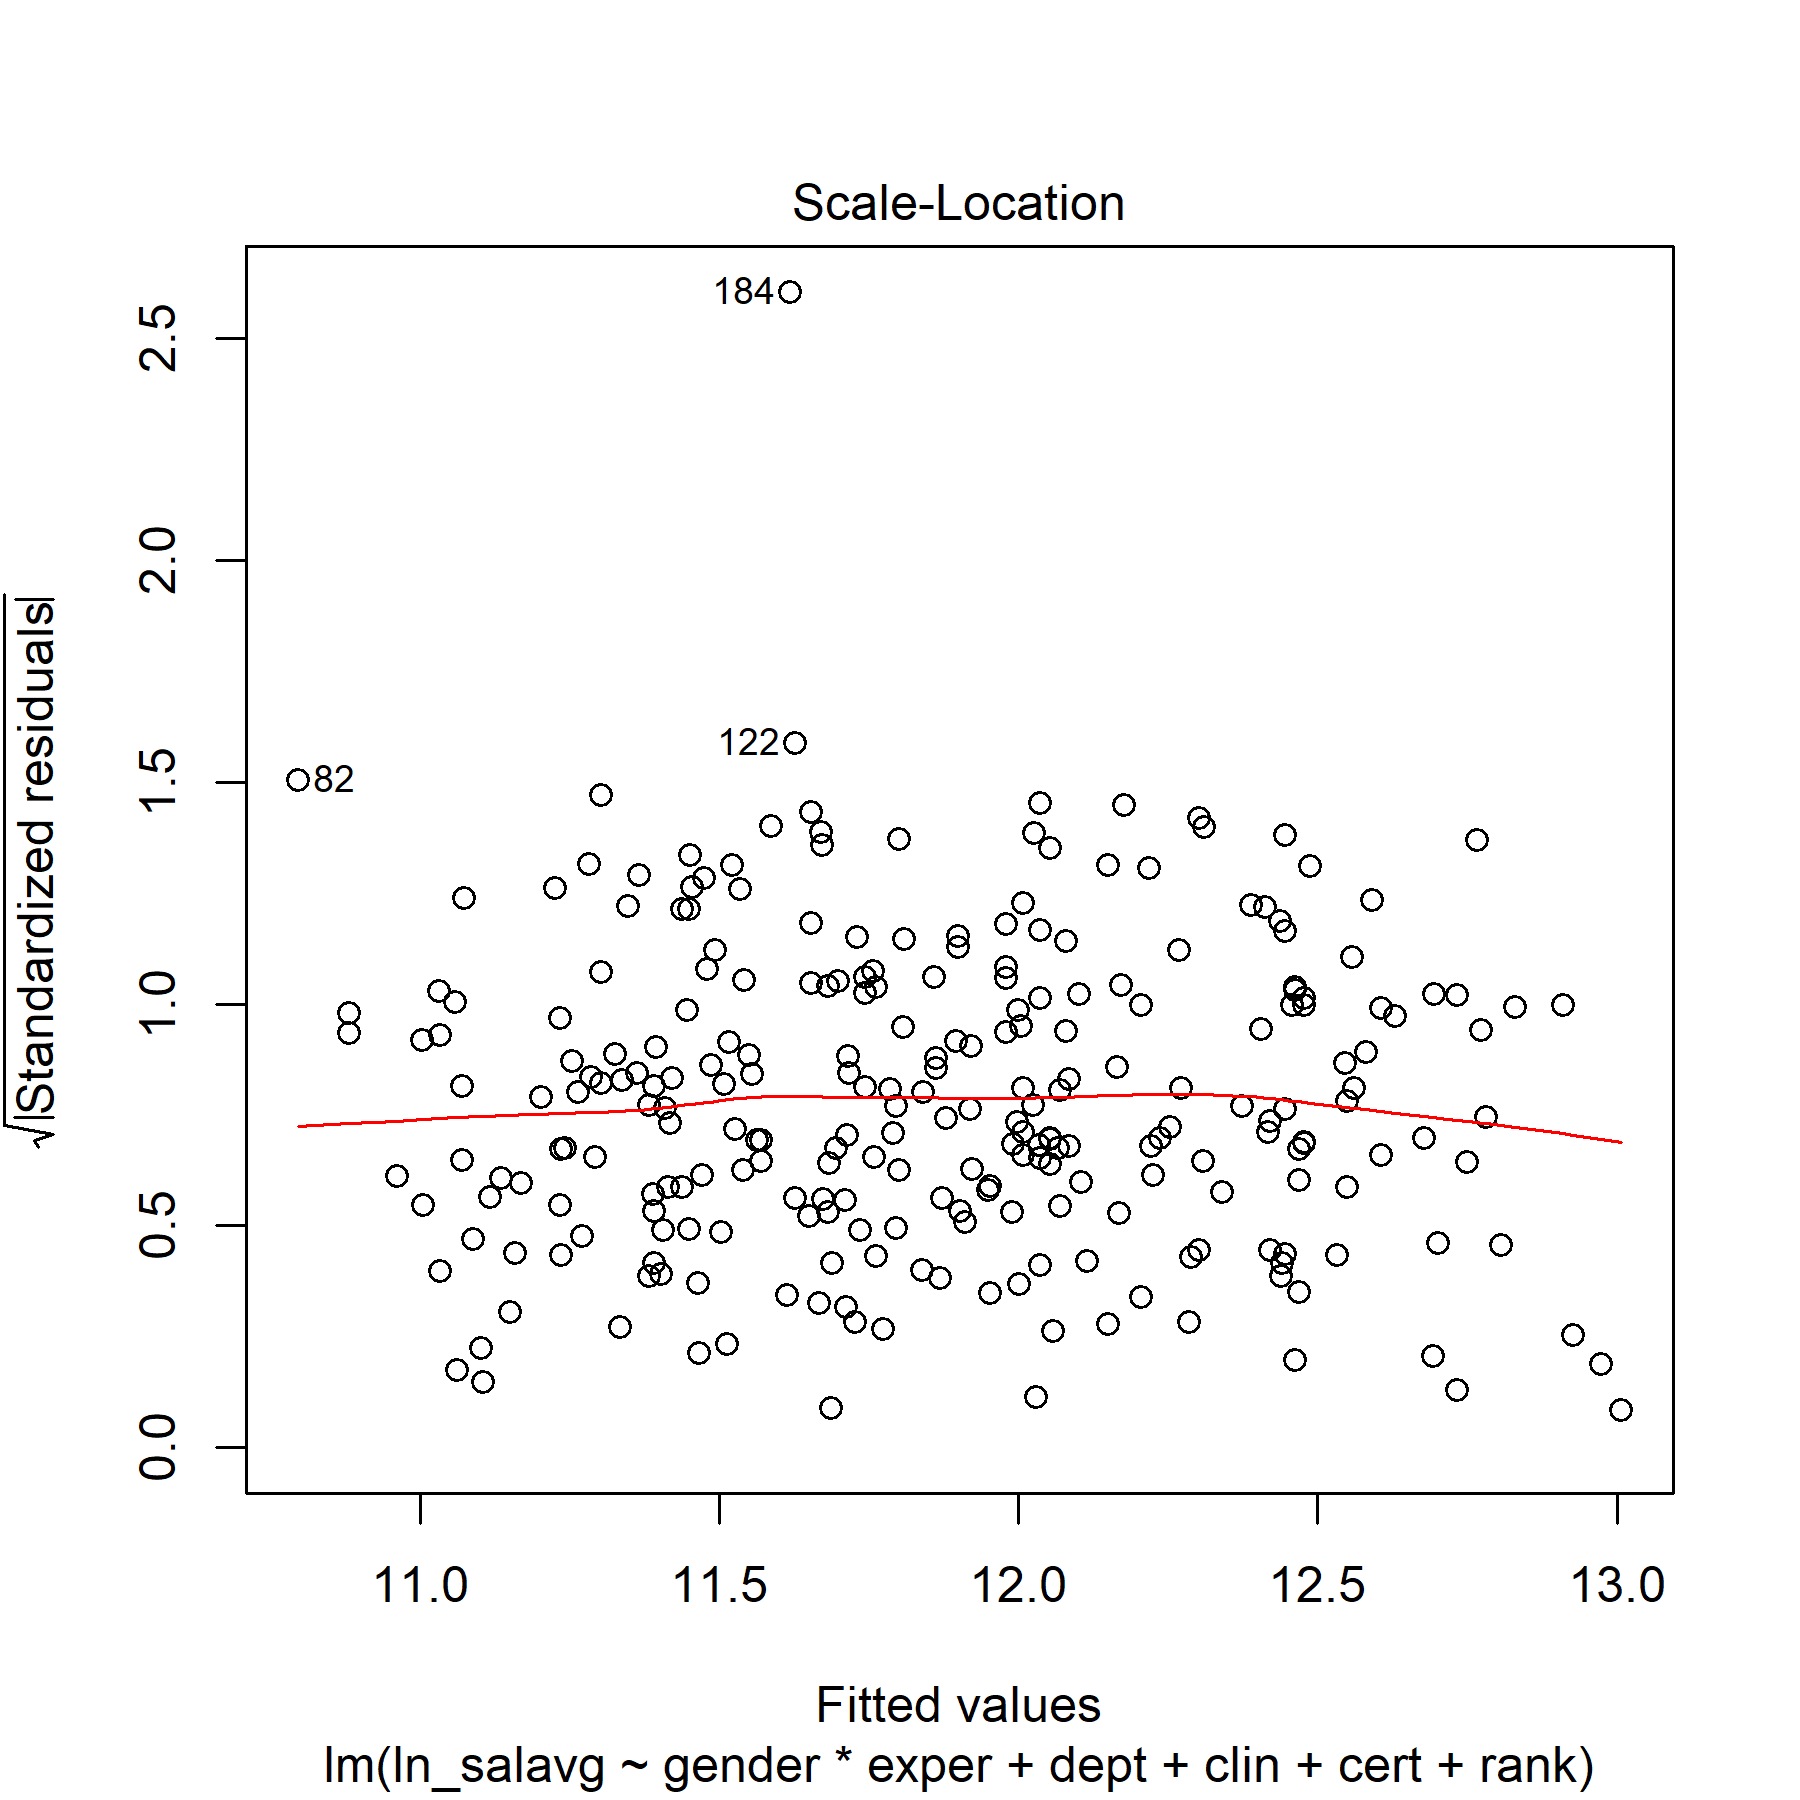 Scale-Location
184
122
82
2.5
2.0
1.5
1.0
0.5
0.0
√|Standardized residuals|
11.0 11.5 12.0 12.5 13.0
Fitted values
lm(ln_salavg ~ gender * exper + dept + clin + cert + rank)